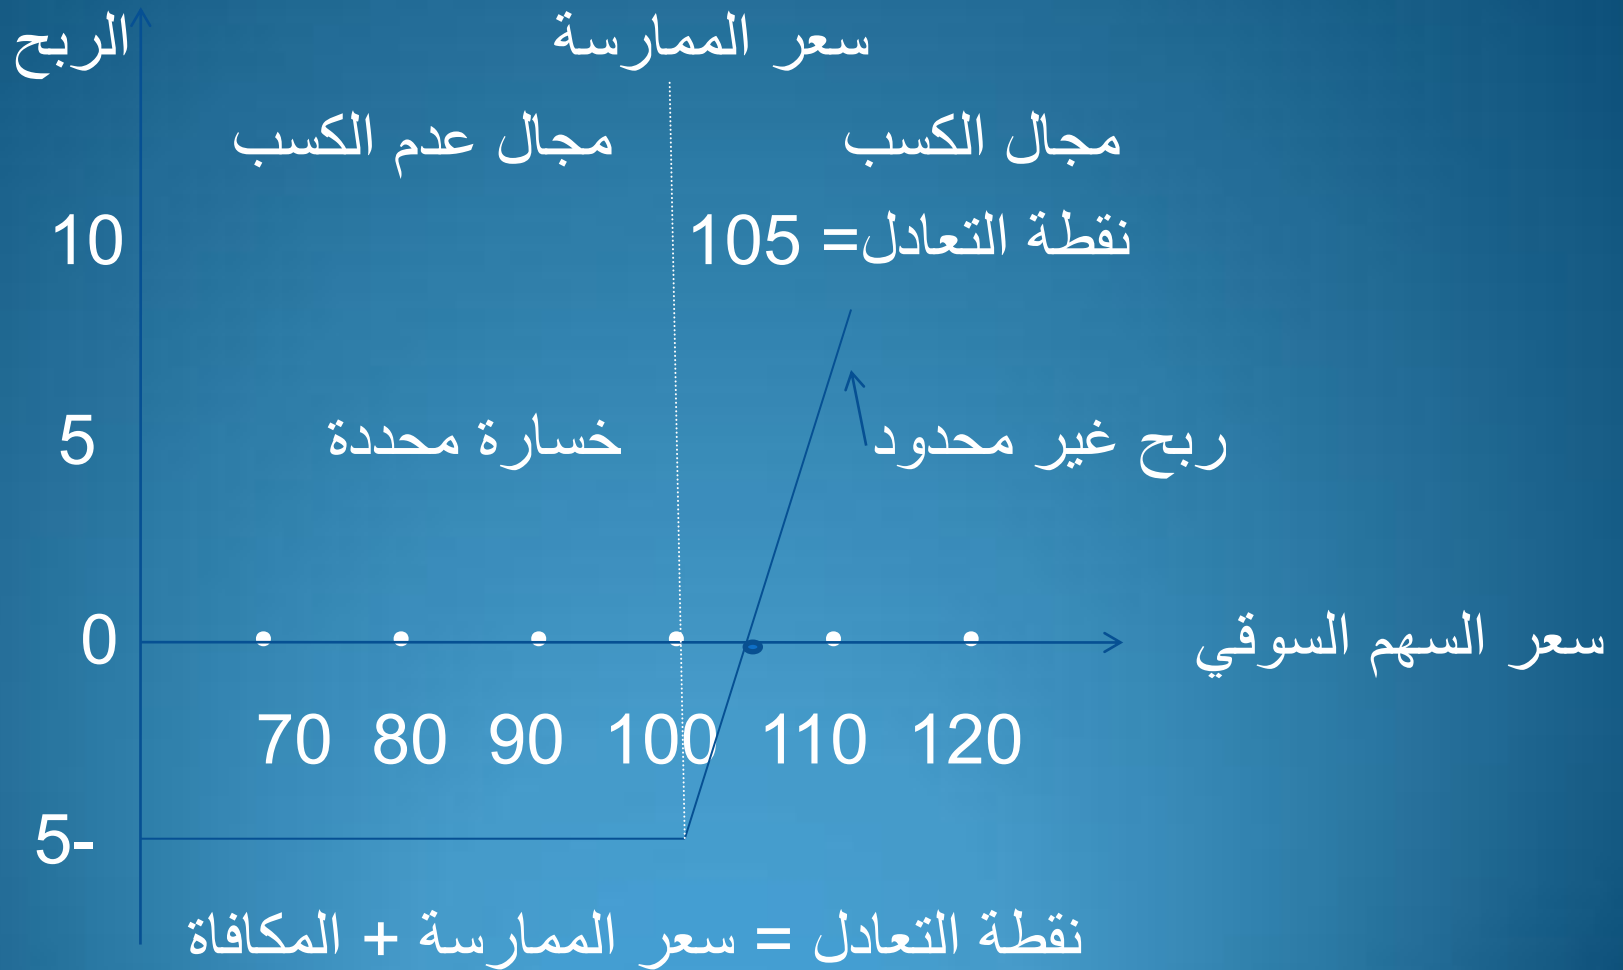 الربح
سعر الممارسة
مجال الكسب
مجال عدم الكسب
نقطة التعادل= 105
10
ربح غير محدود
خسارة محددة
5
سعر السهم السوقي
0
70 80 90 100 110 120
5-
نقطة التعادل = سعر الممارسة + المكافاة